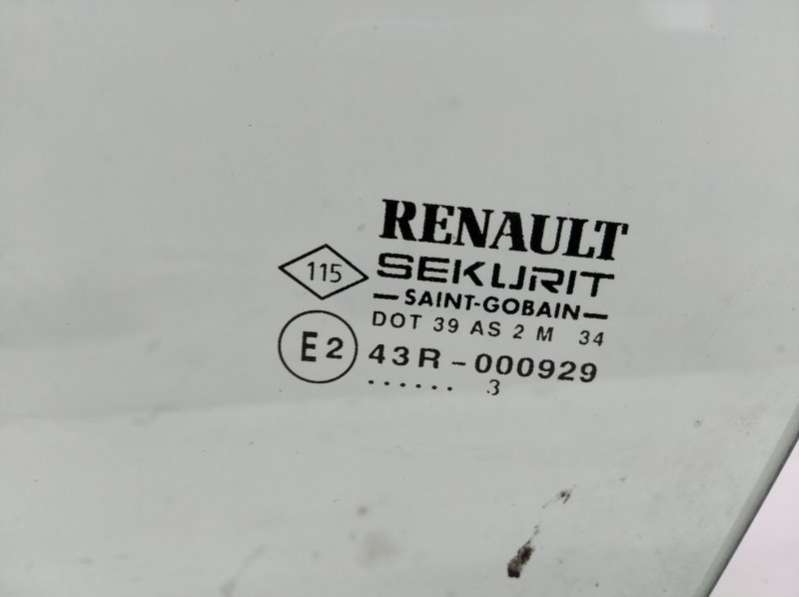 RENAULT
115
SEKURIT
SAINT-GOBAIN
DOT 39 AS 2 M 34
E2 43R-000929
...... 3